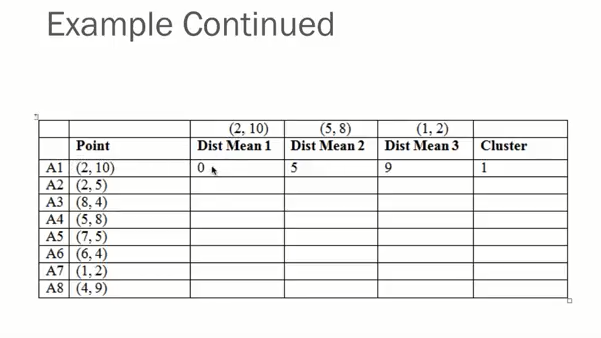 Example Continued
(2, 10) (5, 8) (1, 2)
Point Dist Mean 1 Dist Mean 2 Dist Mean 3 Cluster
A1 (2, 10) 0 5 9 1
A2 (2, 5)
A3 (8, 4)
A4 (5, 8)
A5 (7, 5)
A6 (6, 4)
A7 (1, 2)
A8 (4, 9)